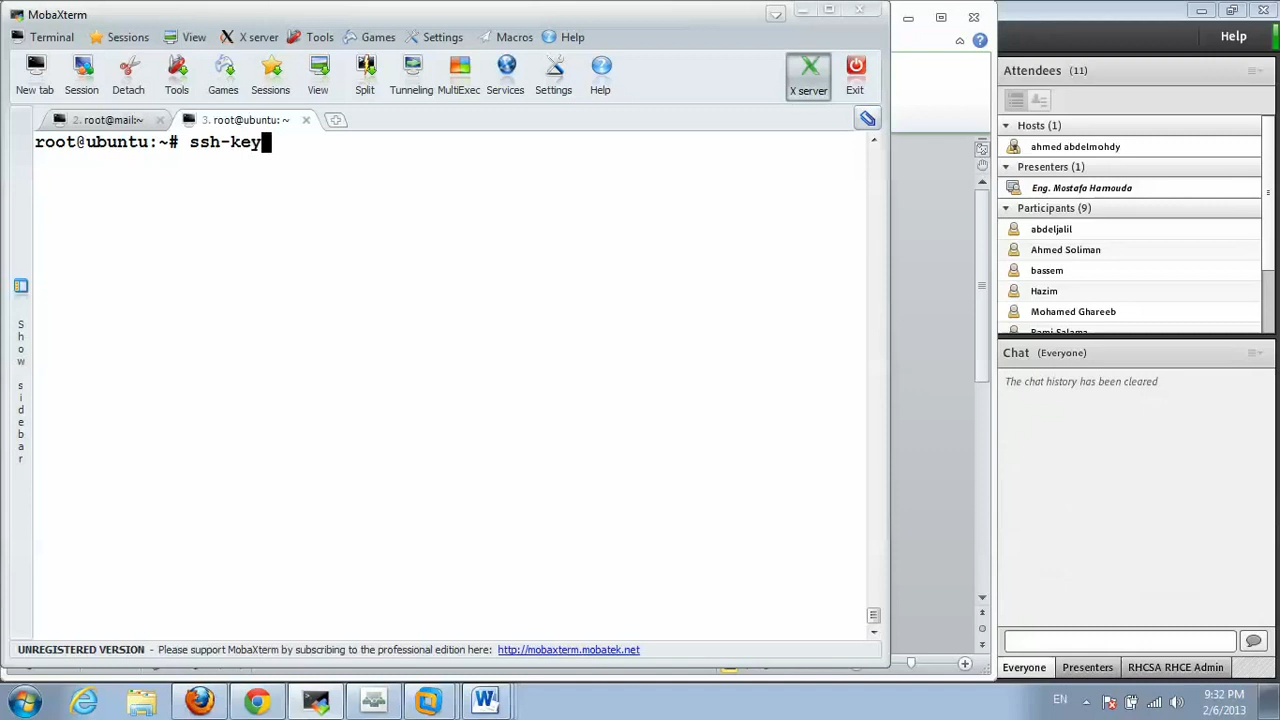 MobaXterm
Terminal Sessions View X server Tools Games Settings Macros Help
New tab Session Detach Tools Games Sessions View Split Tunneling MultiExec Services Settings Help X server Exit
2. root@mail:~ 3. root@ubuntu: ~
root@ubuntu:~# ssh-key
Show sidebar
UNREGISTERED VERSION - Please support MobaXterm by subscribing to the professional edition here: http://mobaxterm.mobatek.net
Help
Attendees (11)
Hosts (1)
ahmed abdelmohdy
Presenters (1)
Eng. Mostafa Hamouda
Participants (9)
abdeljalil
Ahmed Soliman
bassem
Hazim
Mohamed Ghareeb
Rami Salama
Chat (Everyone)
The chat history has been cleared
Everyone Presenters RHCSA RHCE Admin
EN
9:32 PM
2/6/2013